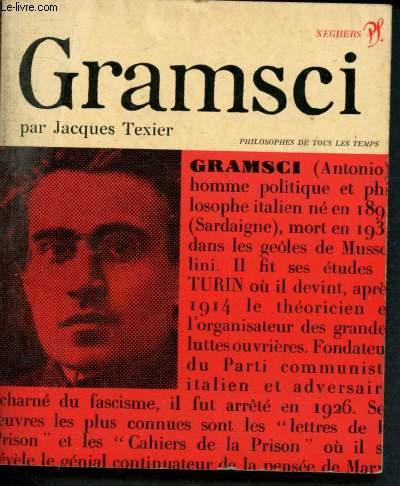 Le-livre.com
SEGHERS
Gramsci
par Jacques Texier
PHILOSOPHES DE TOUS LES TEMPS
GRAMSCI (Antonio)
homme politique et phi
losophe italien né en 189
(Sardaigne), mort en 193
dans les geôles de Musso
lini. Il fit ses études
TURIN où il devint, aprè
1914 le théoricien e
l'organisateur des grande
luttes ouvrières. Fondateu
du Parti communist
italien et adversair
charné du fascisme, il fut arrêté en 1926. Se
œuvres les plus connues sont les "lettres de
rison" et les "Cahiers de la Prison" où il s
évèle le génial continuateur de la pensée de Mar